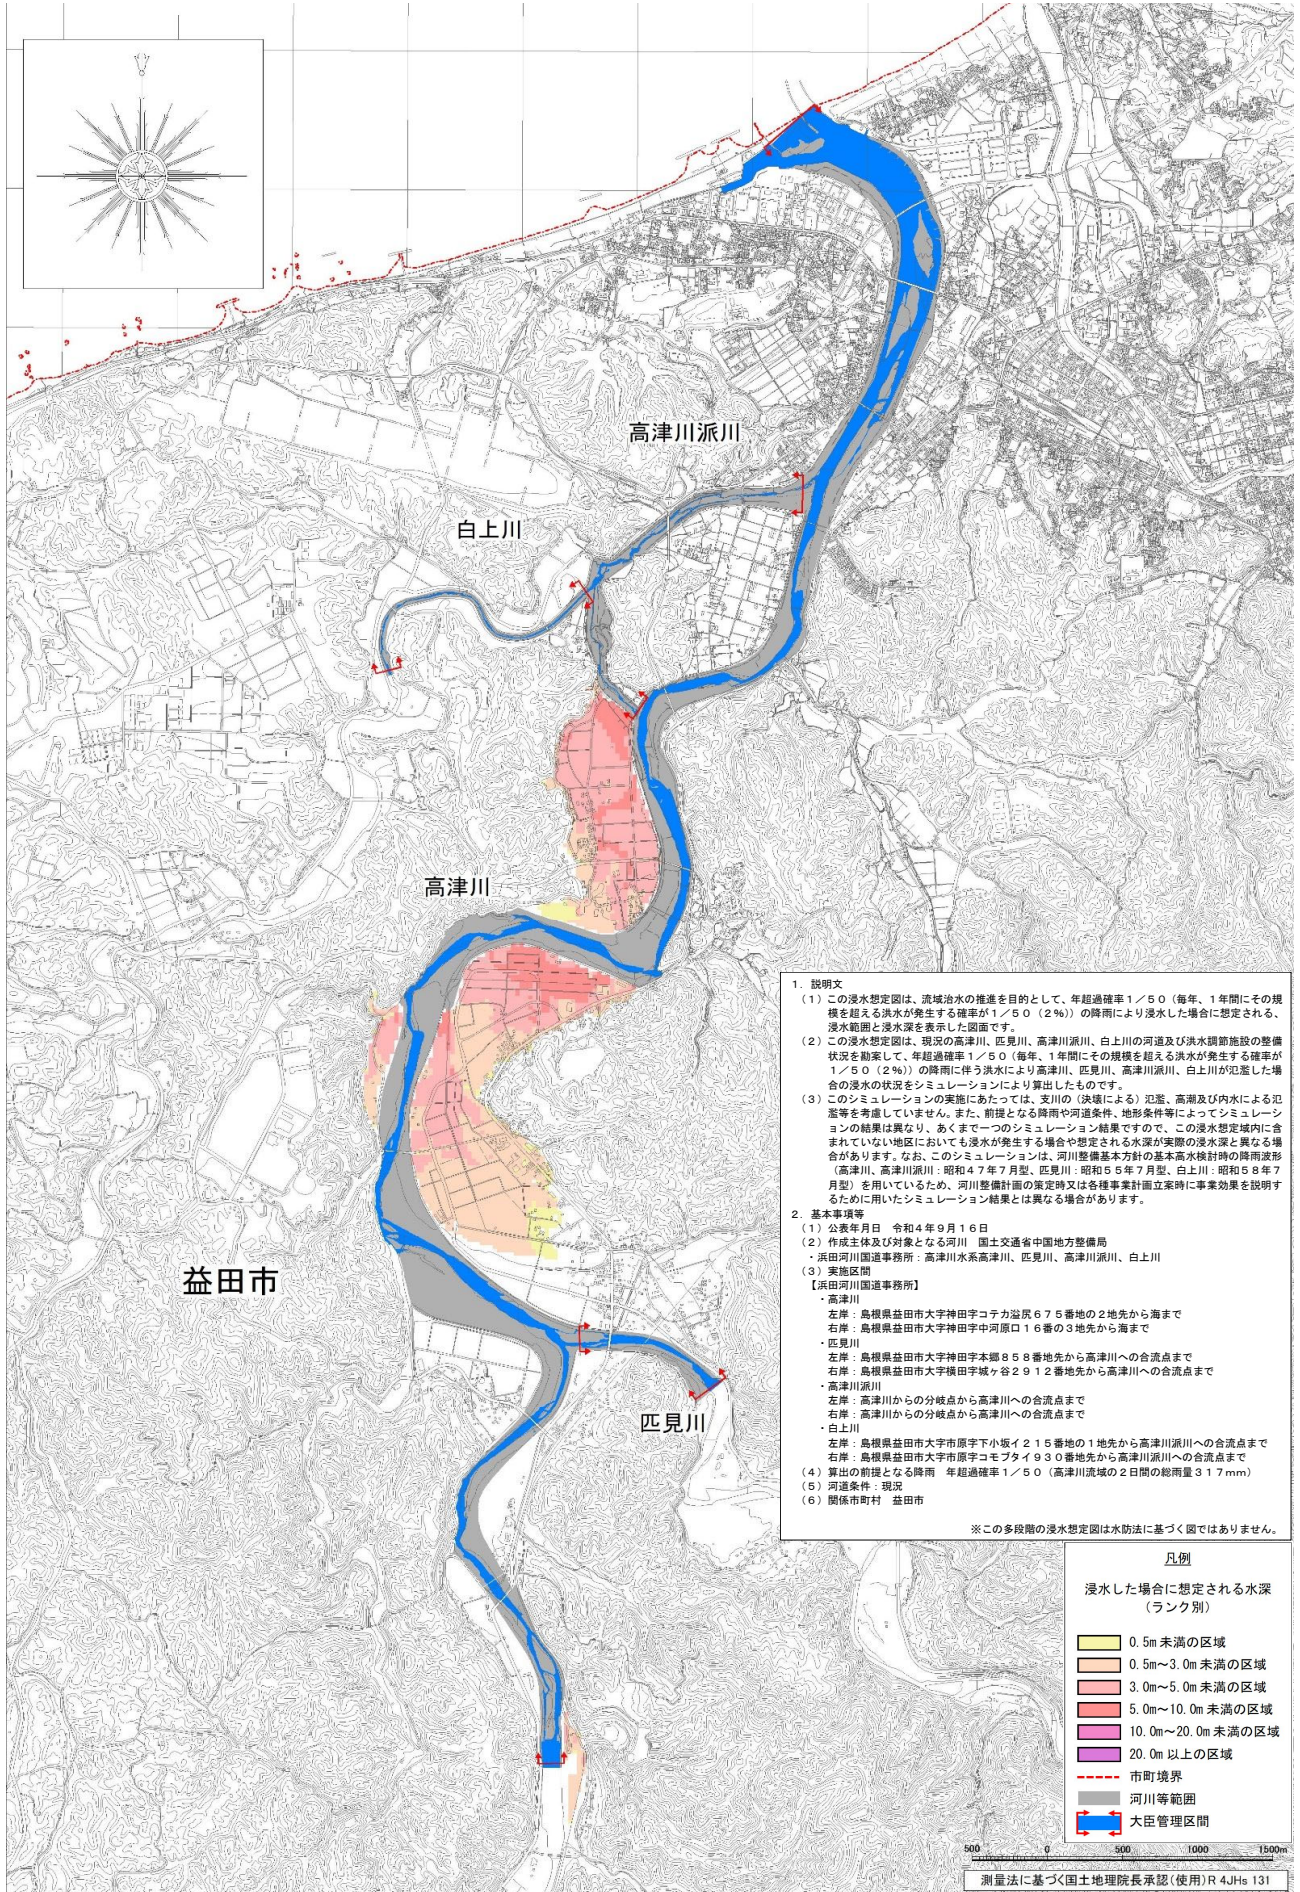 高津川派川
白上川
高津川
益田市
匹見川
1. 説明文
(1)この浸水想定図は、流域治水の推進を目的として、年超過確率1/50(毎年、1年間にその規
模を超える洪水が発生する確率が1/50(2%))の降雨により浸水した場合に想定される、
浸水範囲と浸水深を表示した図面です。
(2)この浸水想定図は、現況の高津川、匹見川、高津川派川、白上川の河道及び洪水調節施設の整備
状況を勘案して、年超過確率1/50(毎年、1年間にその規模を超える洪水が発生する確率が
1/50(2%))の降雨に伴う洪水により高津川、匹見川、高津川派川、白上川が氾濫した場
合の浸水の状況をシミュレーションにより算出したものです。
(3)このシミュレーションの実施にあたっては、支川の(決壊による)氾濫、高潮及び内水による氾
濫等を考慮していません。また、前提となる降雨や河道条件、地形条件等によってシミュレーショ
ンの結果は異なり、あくまで一つのシミュレーション結果ですので、この浸水想定域内に含
まれていない地区においても浸水が発生する場合や想定される水深が実際の浸水深と異なる場
合があります。なお、このシミュレーションは、河川整備基本方針の基本高水検討時の降雨波形
(高津川、高津川派川:昭和47年7月型、匹見川:昭和55年7月型、白上川:昭和58年7
月型)を用いているため、河川整備計画の策定時又は各種事業計画立案時に事業効果を説明す
るために用いたシミュレーション結果とは異なる場合があります。
2. 基本事項等
(1)公表年月日 令和4年9月16日
(2)作成主体及び対象となる河川 国土交通省中国地方整備局
・浜田河川国道事務所:高津川水系高津川、匹見川、高津川派川、白上川
(3)実施区間
【浜田河川国道事務所】
・高津川
左岸:島根県益田市大字神田字コテカ溢尻675番地の2地先から海まで
右岸:島根県益田市大字神田字中河原口16番の3地先から海まで
・匹見川
左岸:島根県益田市大字神田字本郷858番地先から高津川への合流点まで
右岸:島根県益田市大字横田字城ヶ谷2912番地先から高津川への合流点まで
・高津川派川
左岸:高津川からの分岐点から高津川への合流点まで
右岸:高津川からの分岐点から高津川への合流点まで
・白上川
左岸:島根県益田市大字市原字下小坂イ215番地の1地先から高津川派川への合流点まで
右岸:島根県益田市大字市原字コモブタイ930番地先から高津川派川への合流点まで
(4)算出の前提となる降雨 年超過確率1/50(高津川流域の2日間の総雨量317mm)
(5)河道条件:現況
(6)関係市町村 益田市
※この多段階の浸水想定図は水防法に基づく図ではありません。
凡例
浸水した場合に想定される水深
(ランク別)
0.5m未満の区域
0.5m～3.0m未満の区域
3.0m～5.0m未満の区域
5.0m～10.0m未満の区域
10.0m～20.0m未満の区域
20.0m以上の区域
市町境界
河川等範囲
大臣管理区間
500 0 500 1000 1500m
測量法に基づく国土地理院長承認(使用)R 4JHs 131